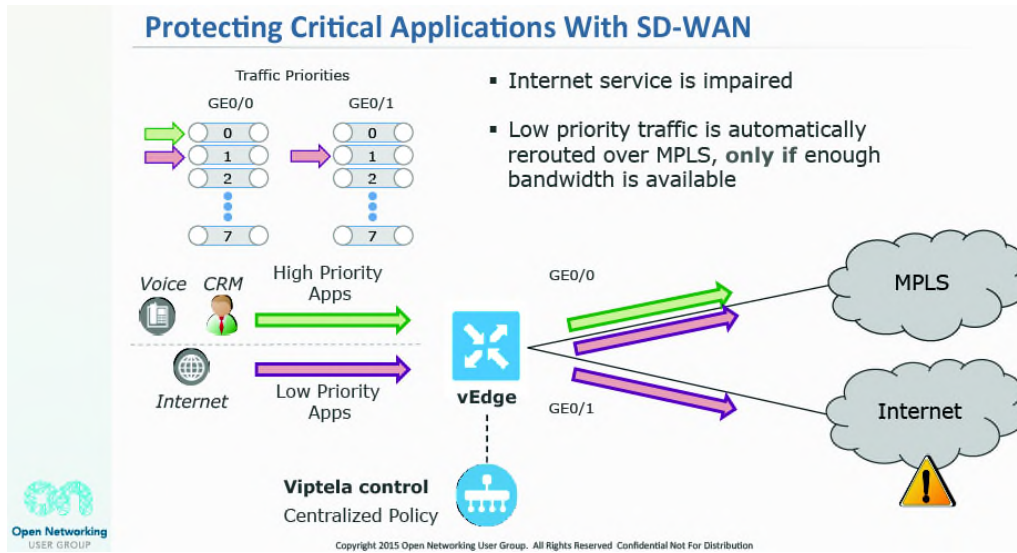 Protecting Critical Applications With SD-WAN
Traffic Priorities
GE0/0
GE0/1
0
1
2
7
0
1
2
7
▪ Internet service is impaired
▪ Low priority traffic is automatically
rerouted over MPLS, only if enough
bandwidth is available
Voice
CRM
High Priority
Apps
Internet
Low Priority
Apps
vEdge
GE0/0
GE0/1
MPLS
Internet
!
Viptela control
Centralized Policy
on
Open Networking
USER GROUP
Copyright 2015 Open Networking User Group. All Rights Reserved Confidential Not For Distribution